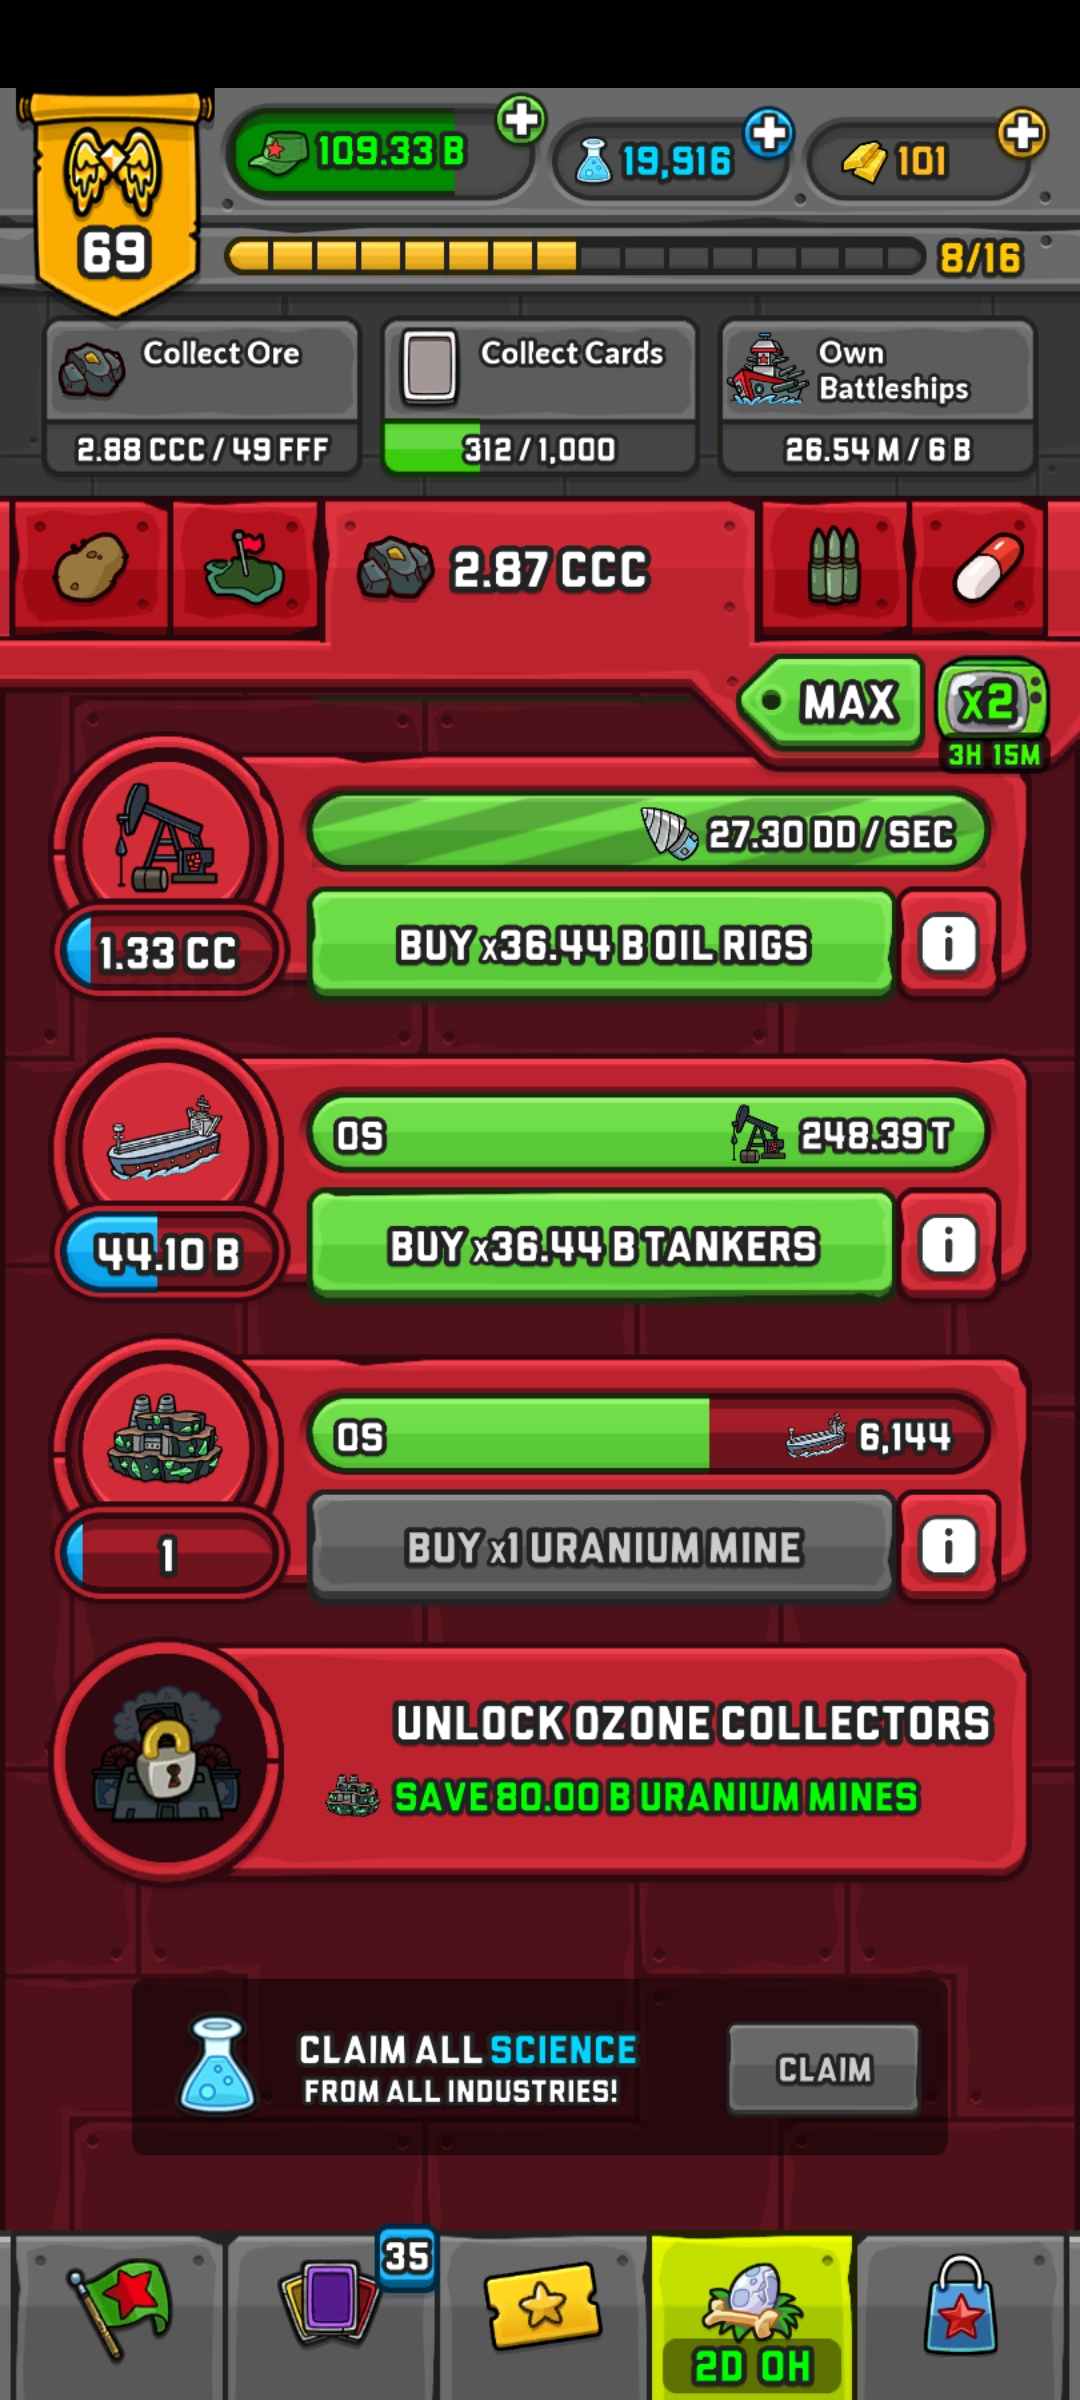 109.33 B
19,916
101
69
8/16
Collect Ore
2.88 CCC / 49 FFF
Collect Cards
312 / 1,000
Own
Battleships
26.54 M / 6 B
2.87 CCC
MAX
x2
3H 15M
27.30 DD / SEC
1.33 CC
BUY x36.44 B OIL RIGS
i
0S
248.39 T
44.10 B
BUY x36.44 B TANKERS
i
0S
6,144
1
BUY x1 URANIUM MINE
i
UNLOCK OZONE COLLECTORS
SAVE 80.00 B URANIUM MINES
CLAIM ALL SCIENCE
FROM ALL INDUSTRIES!
CLAIM
35
2D 0H